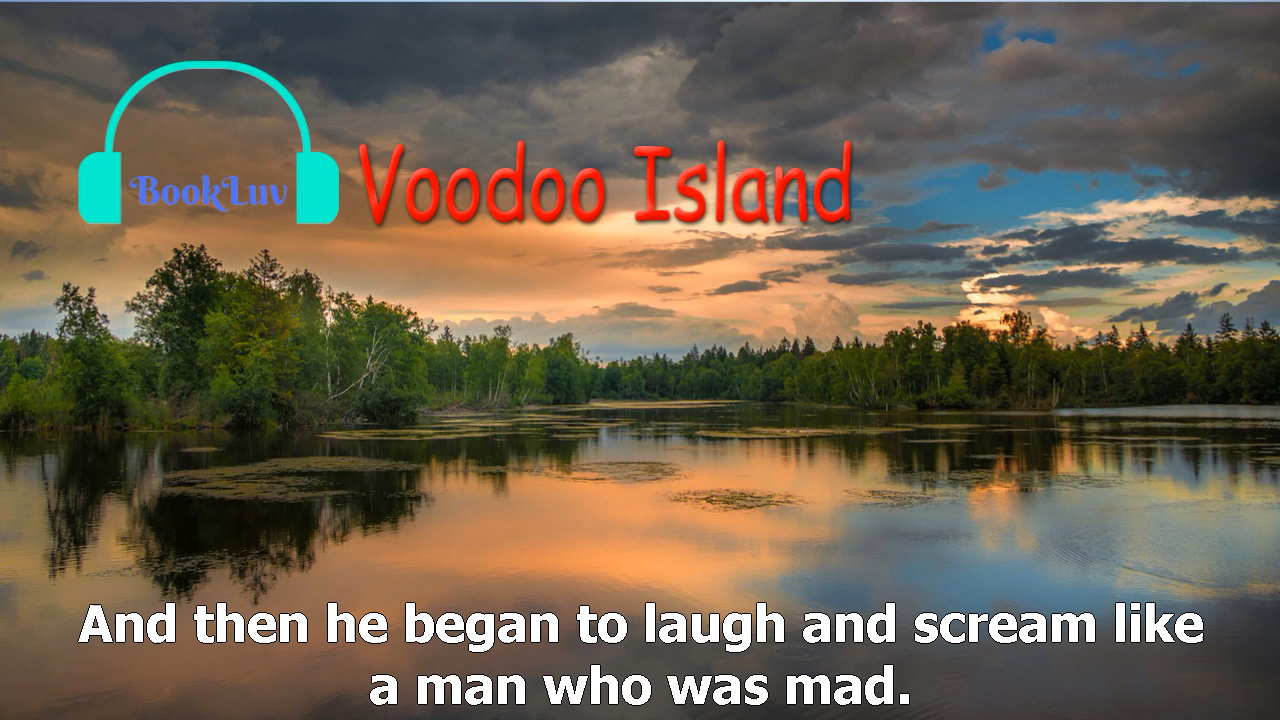 BookLuv
Voodoo Island
And then he began to laugh and scream like
a man who was mad.